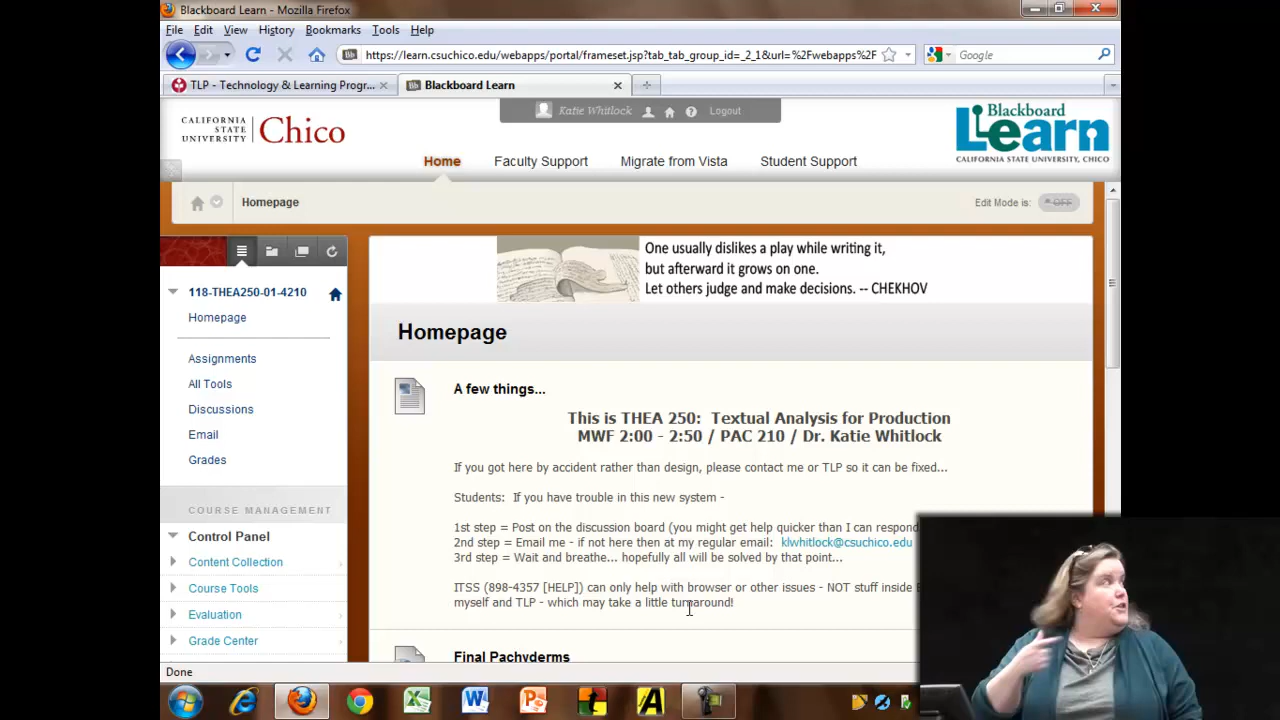 Blackboard Learn - Mozilla Firefox
File Edit View History Bookmarks Tools Help
https://learn.csuchico.edu/webapps/portal/frameset.jsp?tab_tab_group_id=_2_1&url=%2Fwebapps%2F
Google
TLP - Technology & Learning Progr...
Blackboard Learn
CALIFORNIA
STATE
UNIVERSITY
Chico
Katie Whitlock Logout
Blackboard
Learn
CALIFORNIA STATE UNIVERSITY, CHICO
Home Faculty Support Migrate from Vista Student Support
Homepage
Edit Mode is: OFF
118-THEA250-01-4210
Homepage
Assignments
All Tools
Discussions
Email
Grades
COURSE MANAGEMENT
Control Panel
Content Collection
Course Tools
Evaluation
Grade Center
One usually dislikes a play while writing it,
but afterward it grows on one.
Let others judge and make decisions. -- CHEKHOV
Homepage
A few things...
This is THEA 250: Textual Analysis for Production
MWF 2:00 - 2:50 / PAC 210 / Dr. Katie Whitlock
If you got here by accident rather than design, please contact me or TLP so it can be fixed...
Students: If you have trouble in this new system -
1st step = Post on the discussion board (you might get help quicker than I can respond
2nd step = Email me - if not here then at my regular email: klwhitlock@csuchico.edu
3rd step = Wait and breathe... hopefully all will be solved by that point...
ITSS (898-4357 [HELP]) can only help with browser or other issues - NOT stuff inside
myself and TLP - which may take a little turnaround!
Final Pachyderms
Done